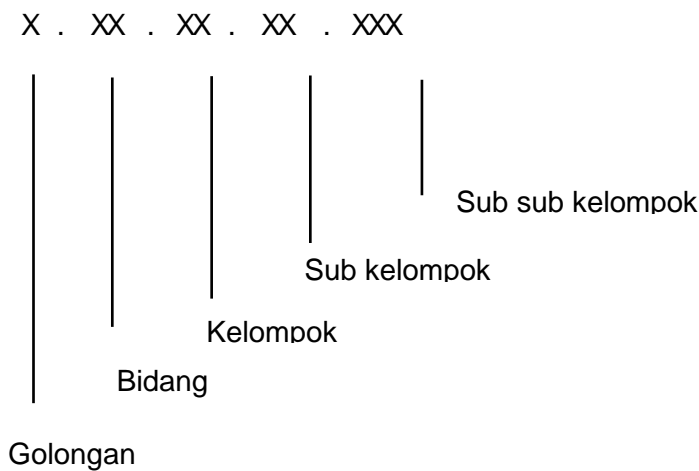 X . XX . XX . XX . XXX
Sub sub kelompok
Sub kelompok
Kelompok
Bidang
Golongan